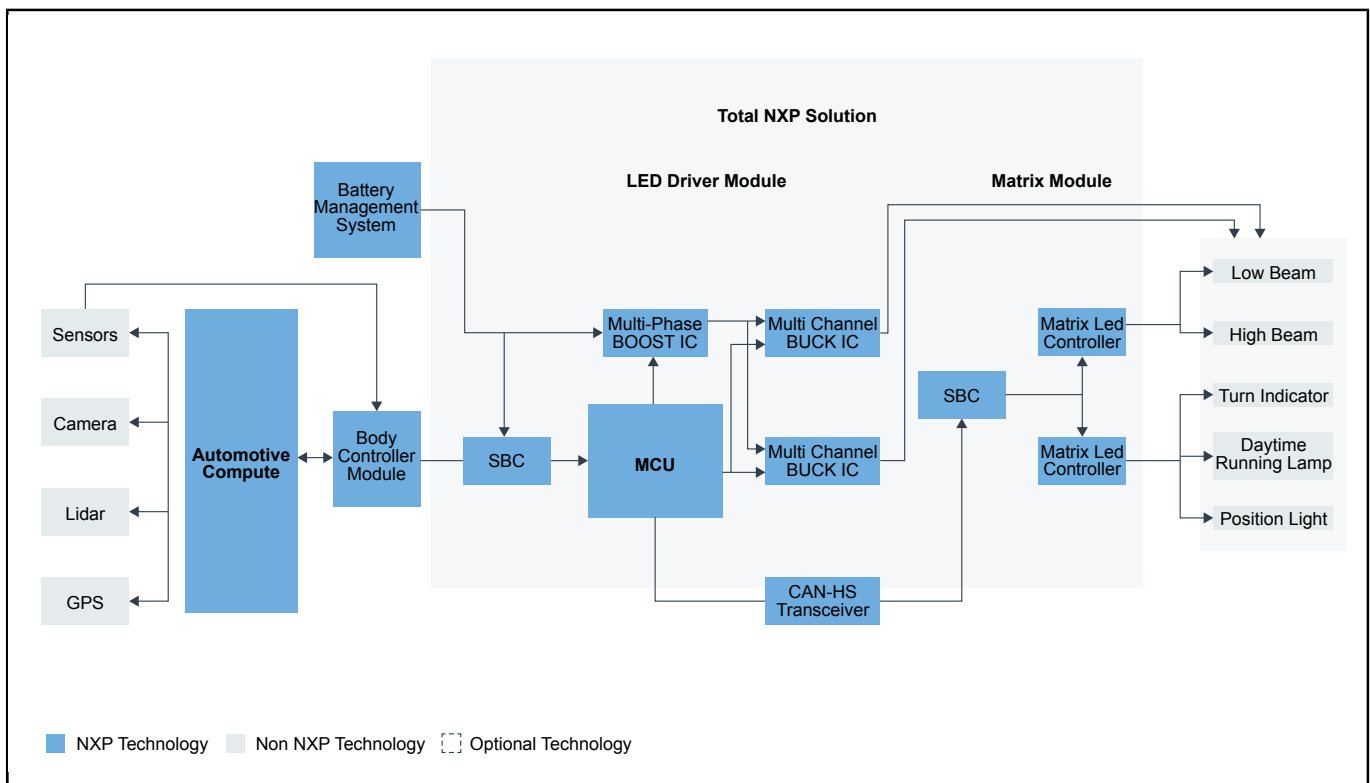 Total NXP Solution
LED Driver Module
Matrix Module
Battery
Management
System
Sensors
Camera
Lidar
GPS
Automotive
Compute
Body
Controller
Module
SBC
Multi-Phase
BOOST IC
MCU
Multi Channel
BUCK IC
Multi Channel
BUCK IC
CAN-HS
Transceiver
SBC
Matrix Led
Controller
Matrix Led
Controller
Low Beam
High Beam
Turn Indicator
Daytime
Running Lamp
Position Light
NXP Technology
Non NXP Technology
Optional Technology